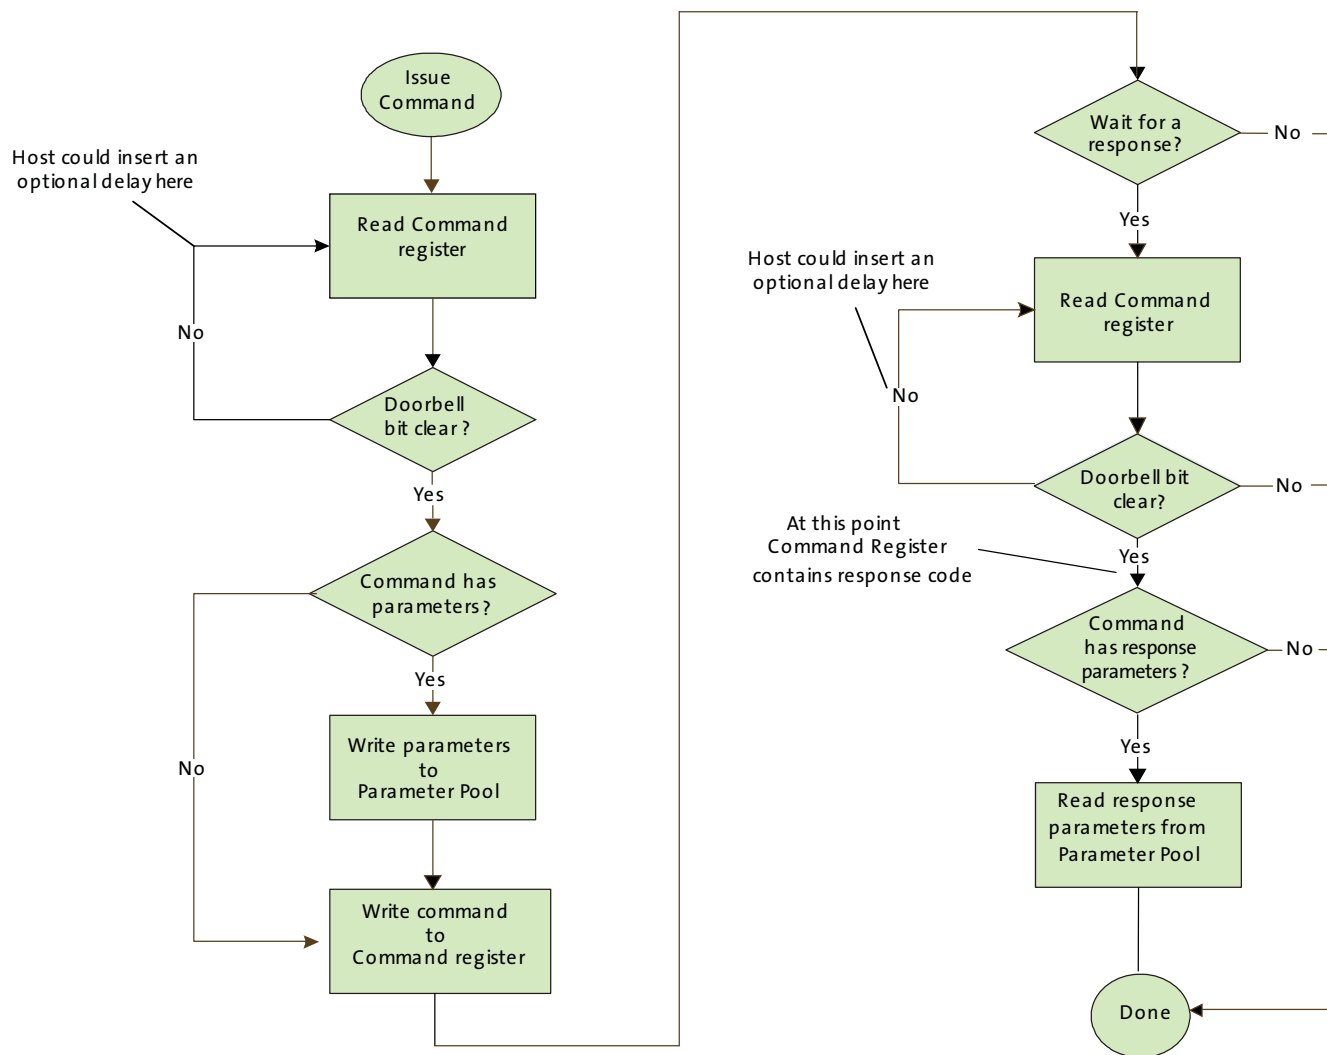 Issue
Command
Host could insert an
optional delay here
Read Command
register
No
Doorbell
bit clear ?
Yes
Command has
parameters ?
Yes
Write parameters
to
Parameter Pool
No
Write command
to
Command register
Wait for a
response?
No
Yes
Host could insert an
optional delay here
Read Command
register
No
Doorbell bit
clear?
No
At this point
Command Register
contains response code
Yes
Command
has response
parameters ?
No
Yes
Read response
parameters from
Parameter Pool
Done